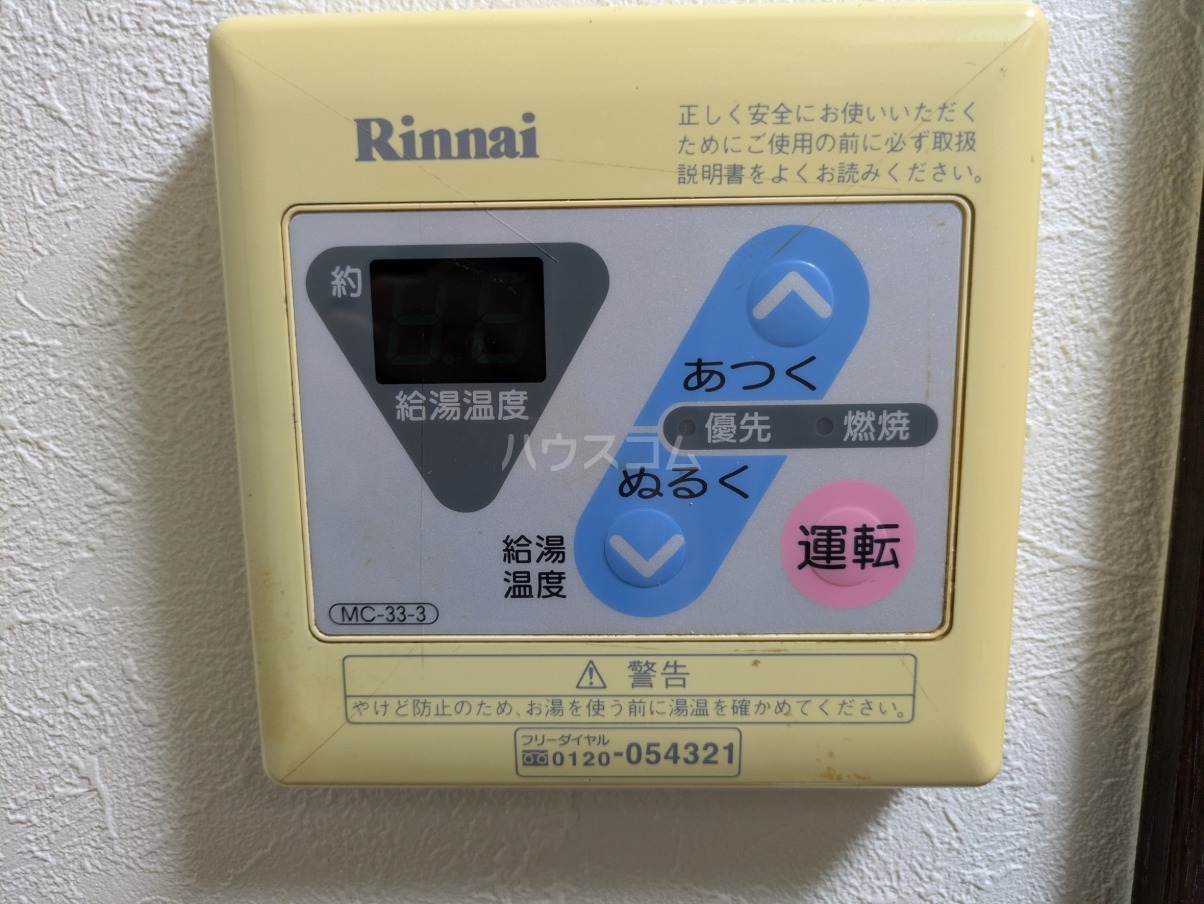 Rinnai
正しく安全にお使いいただく
ためにご使用の前に必ず取扱
説明書をよくお読みください。
約
給湯温度
あつく
優先 燃焼
ハウスコム
ぬるく
給湯
温度
運転
MC-33-3
⚠ 警告
やけど防止のため、お湯を使う前に湯温を確かめてください。
フリーダイヤル
0120-054321